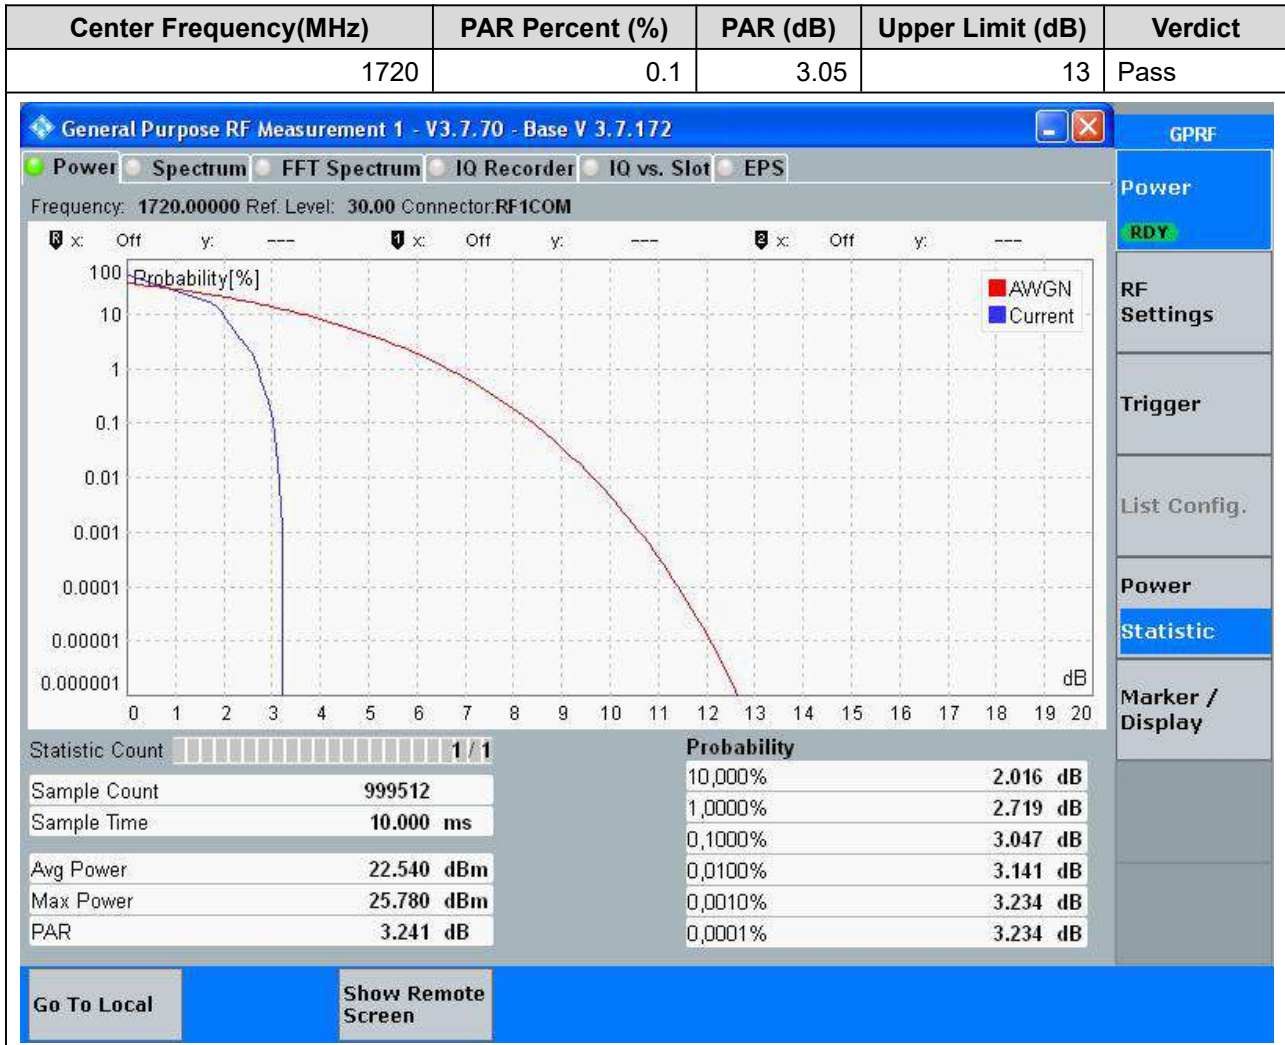 Center Frequency(MHz) PAR Percent (%) PAR (dB) Upper Limit (dB) Verdict
1720 0.1 3.05 13 Pass
General Purpose RF Measurement 1 - V3.7.70 - Base V 3.7.172
GPRF
Power Spectrum FFT Spectrum IQ Recorder IQ vs. Slot EPS
Frequency: 1720.00000 Ref. Level: 30.00 Connector:RF1COM
R x: Off y: --- 1 x: Off y: --- 2 x: Off y: ---
Probability[%]
AWGN
Current
100
10
1
0.1
0.01
0.001
0.0001
0.00001
0.000001
dB
0 1 2 3 4 5 6 7 8 9 10 11 12 13 14 15 16 17 18 19 20
Power
RDY
RF
Settings
Trigger
List Config.
Power
Statistic
Marker /
Display
Statistic Count 1 / 1
Sample Count 999512
Sample Time 10.000 ms
Avg Power 22.540 dBm
Max Power 25.780 dBm
PAR 3.241 dB
Probability
10,000% 2.016 dB
1,0000% 2.719 dB
0,1000% 3.047 dB
0,0100% 3.141 dB
0,0010% 3.234 dB
0,0001% 3.234 dB
Go To Local
Show Remote
Screen